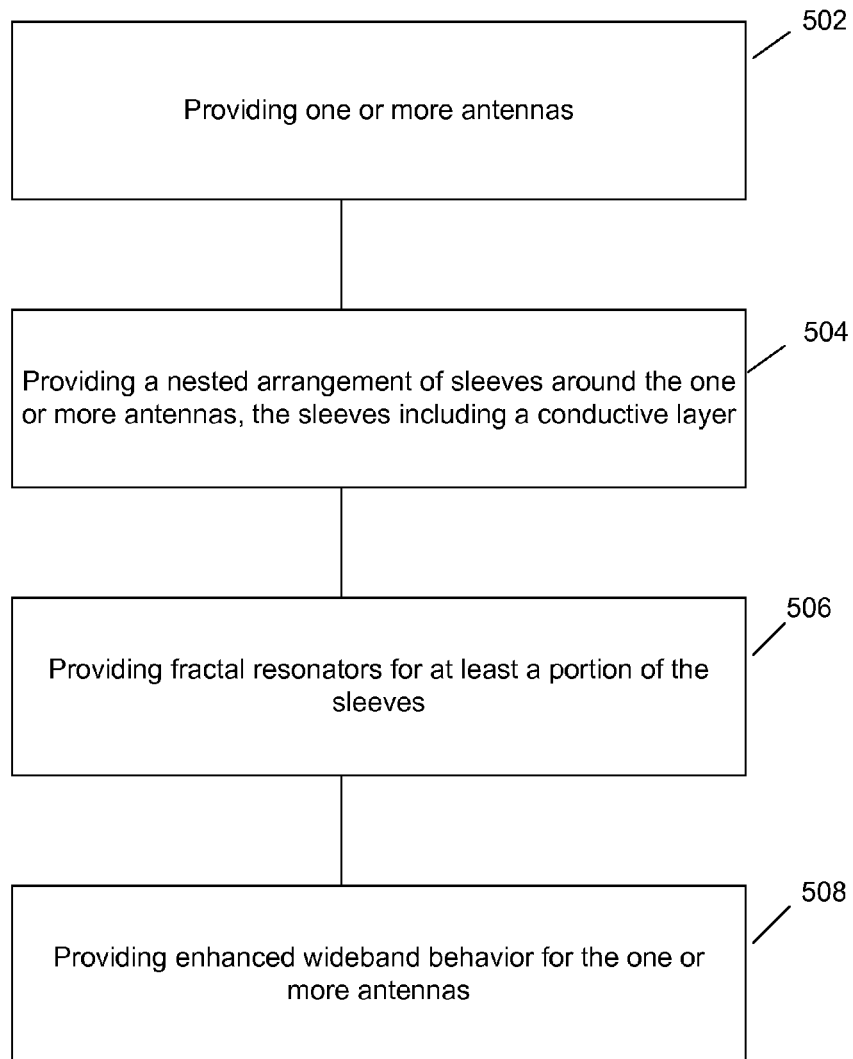 502
Providing one or more antennas
504
Providing a nested arrangement of sleeves around the one
or more antennas, the sleeves including a conductive layer
506
Providing fractal resonators for at least a portion of the
sleeves
508
Providing enhanced wideband behavior for the one or
more antennas